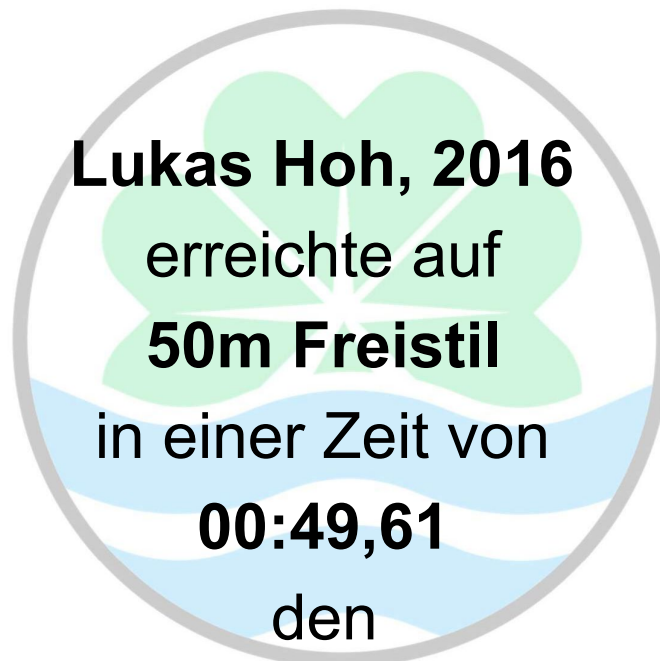 Lukas Hoh, 2016
erreichte auf
50m Freistil
in einer Zeit von
00:49,61
den